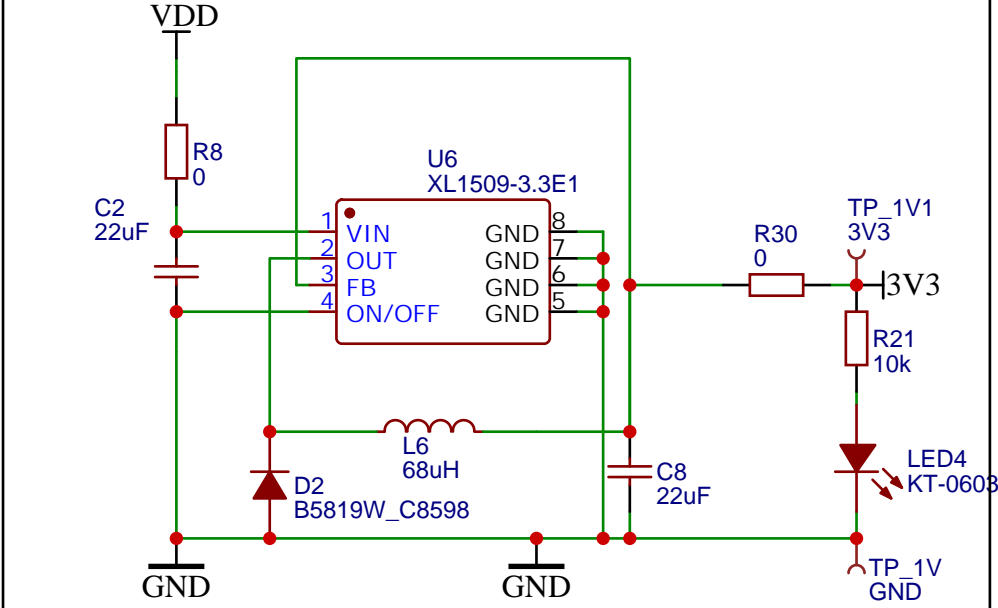 VDD
R8
0
C2
22uF
U6
XL1509-3.3E1
1
VIN
2
OUT
3
FB
4
ON/OFF
GND
8
GND
7
GND
6
GND
5
R30
0
TP_1V1
3V3
3V3
R21
10k
L6
68uH
D2
B5819W_C8598
C8
22uF
LED4
KT-0603
GND
GND
TP_1V
GND